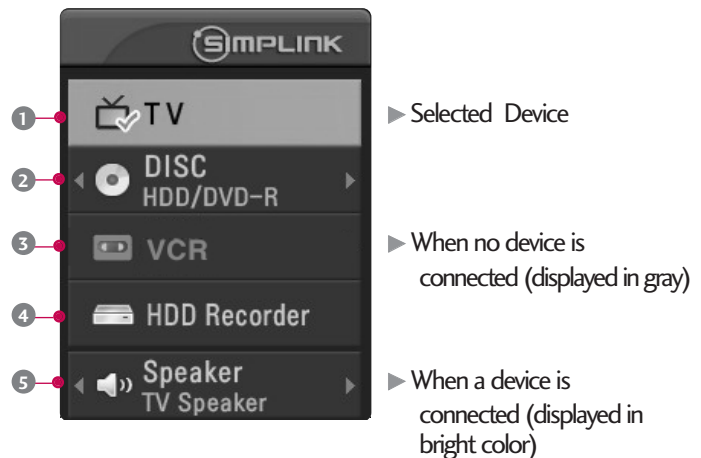 SIMPLINK
1 TV ▶ Selected Device
2 DISC
HDD/DVD-R
3 VCR ▶ When no device is
connected (displayed in gray)
4 HDD Recorder
5 Speaker ▶ When a device is
TV Speaker connected (displayed in
bright color)